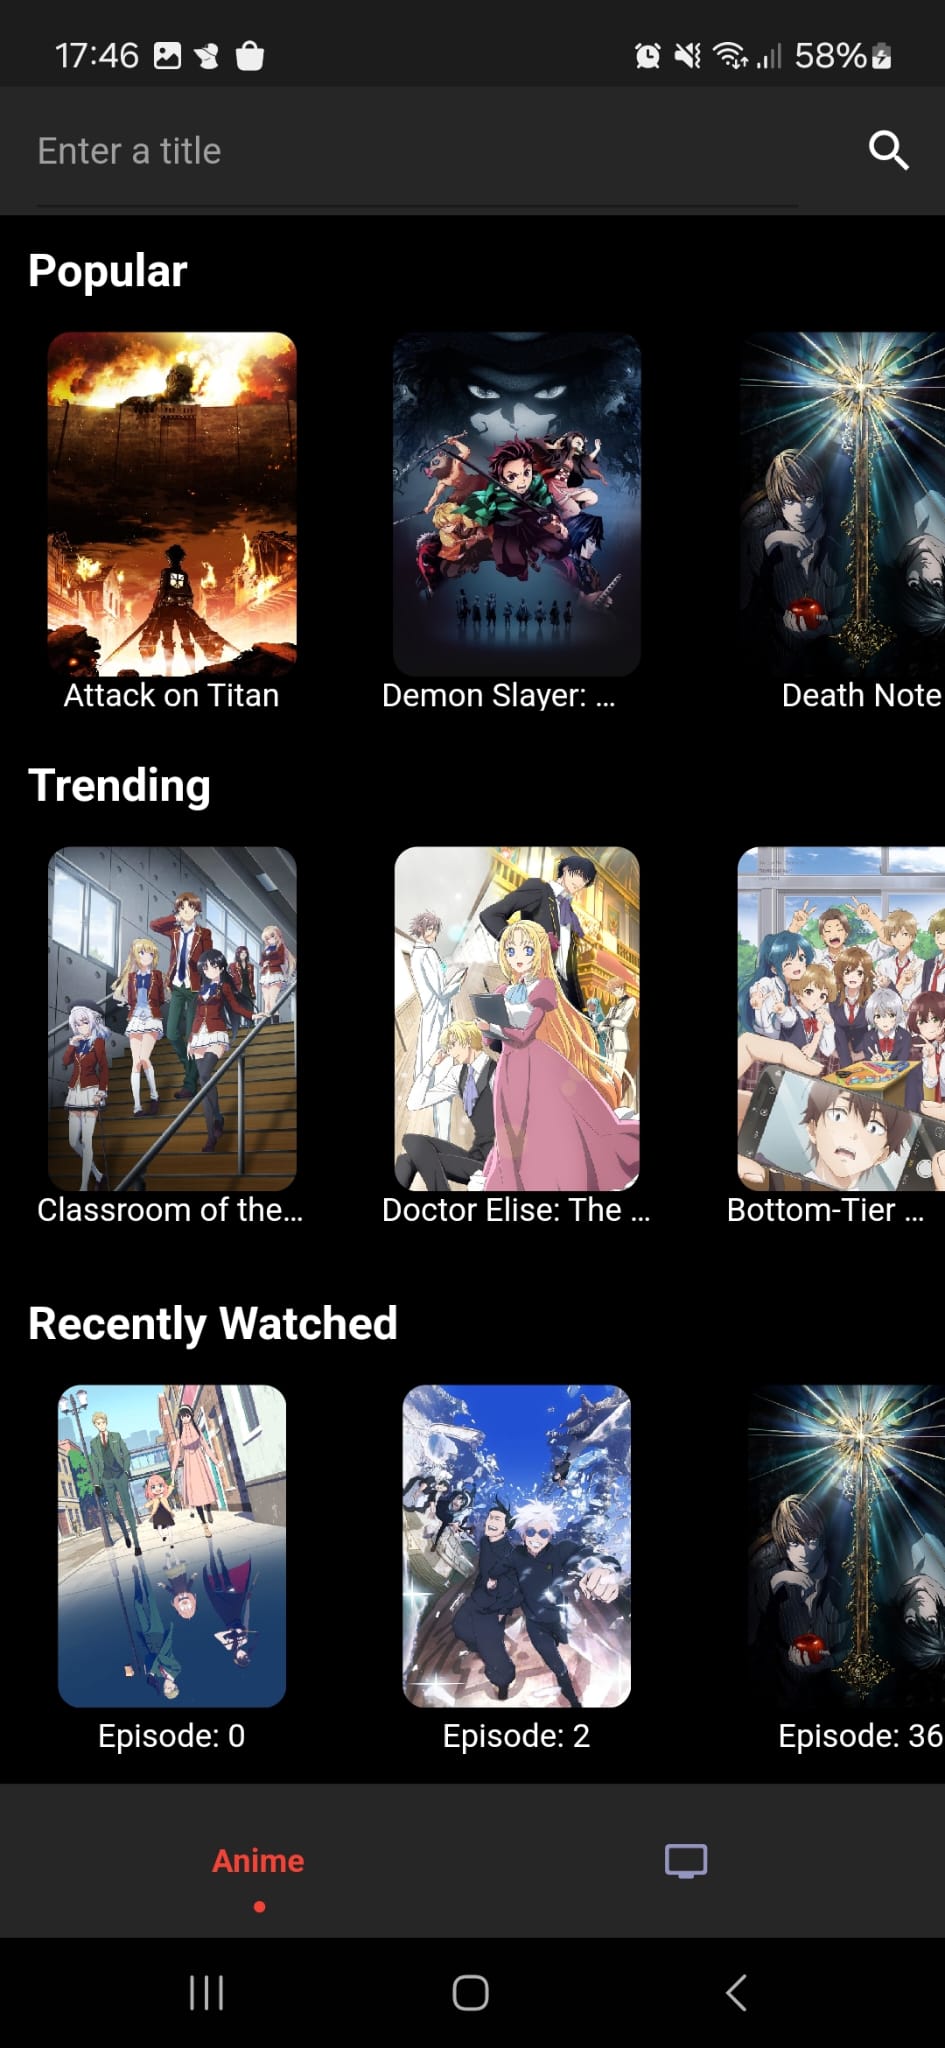 17:46
58%
Enter a title
Popular
Attack on Titan
Demon Slayer: ...
Death Note
Trending
Classroom of the...
Doctor Elise: The ...
Bottom-Tier ...
Recently Watched
Episode: 0
Episode: 2
Episode: 36
Anime